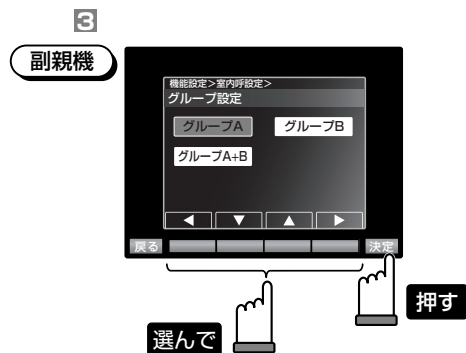 3
副親機
機能設定>室内呼設定>
グループ設定
グループA グループB
グループA+B
◀ ▼ ▲ ▶
戻る 決定
押す
選んで